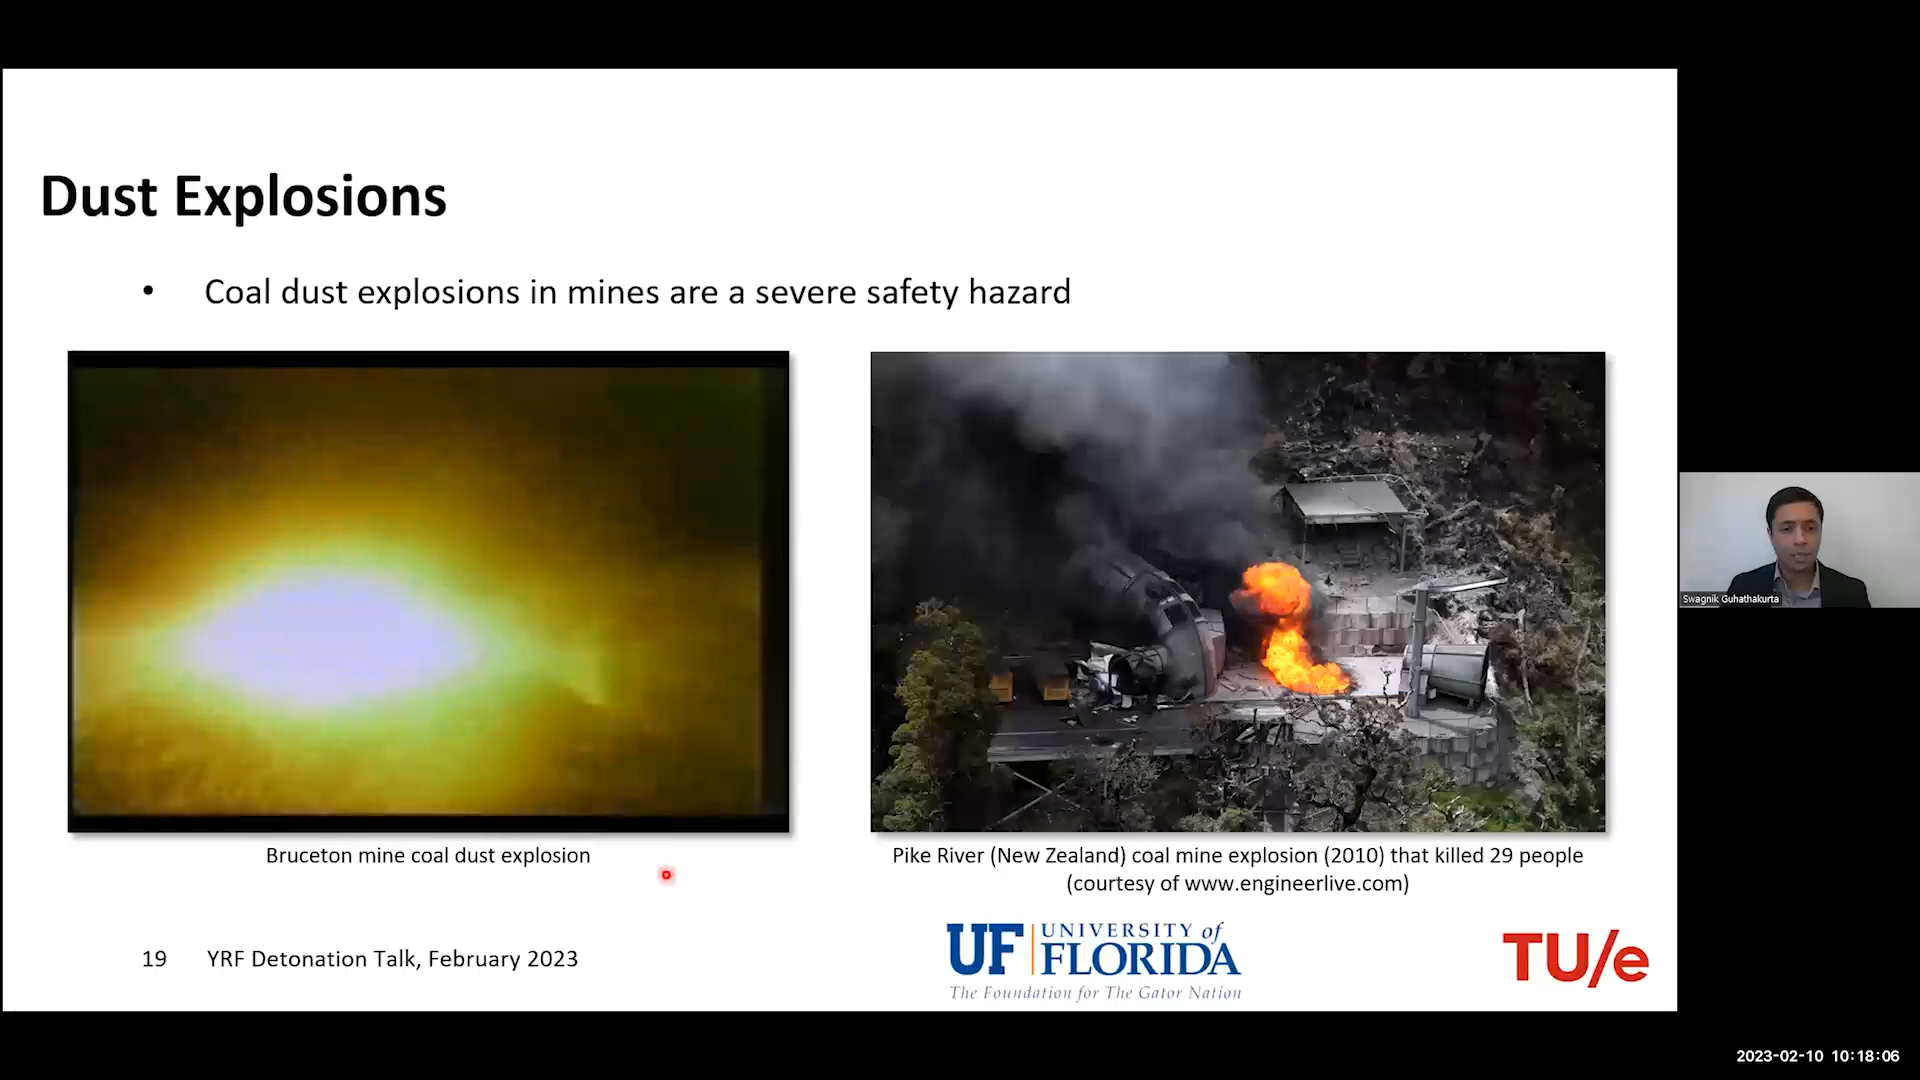 Dust Explosions
• Coal dust explosions in mines are a severe safety hazard
Bruceton mine coal dust explosion
Pike River (New Zealand) coal mine explosion (2010) that killed 29 people
(courtesy of www.engineerlive.com)
Swagnik Guhathakurta
19 YRF Detonation Talk, February 2023
UF UNIVERSITY of
FLORIDA
The Foundation for The Gator Nation
TU/e
2023-02-10 10:18:06